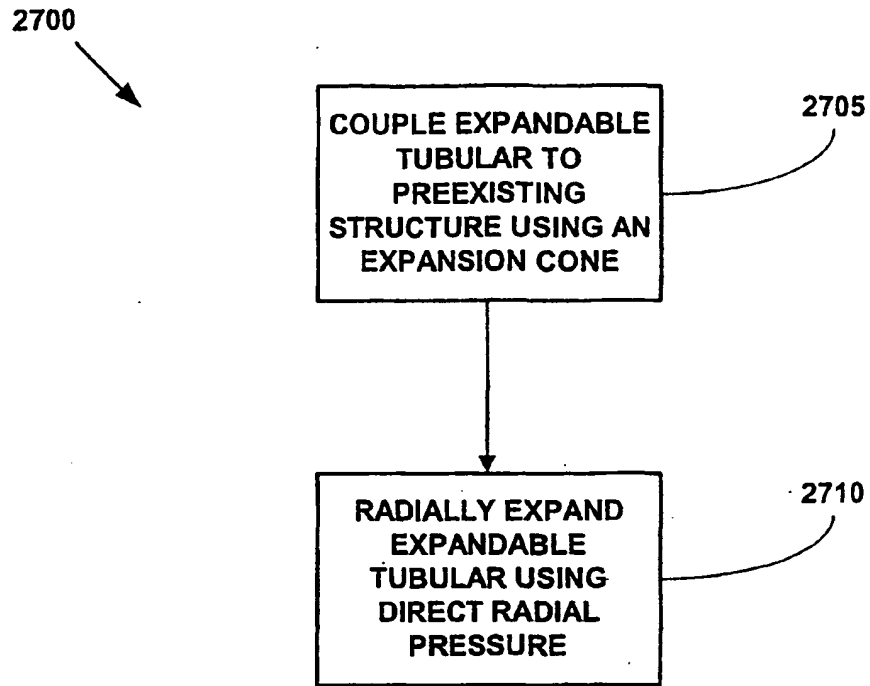 2700
2705
COUPLE EXPANDABLE
TUBULAR TO
PREEXISTING
STRUCTURE USING AN
EXPANSION CONE
2710
RADIALLY EXPAND
EXPANDABLE
TUBULAR USING
DIRECT RADIAL
PRESSURE